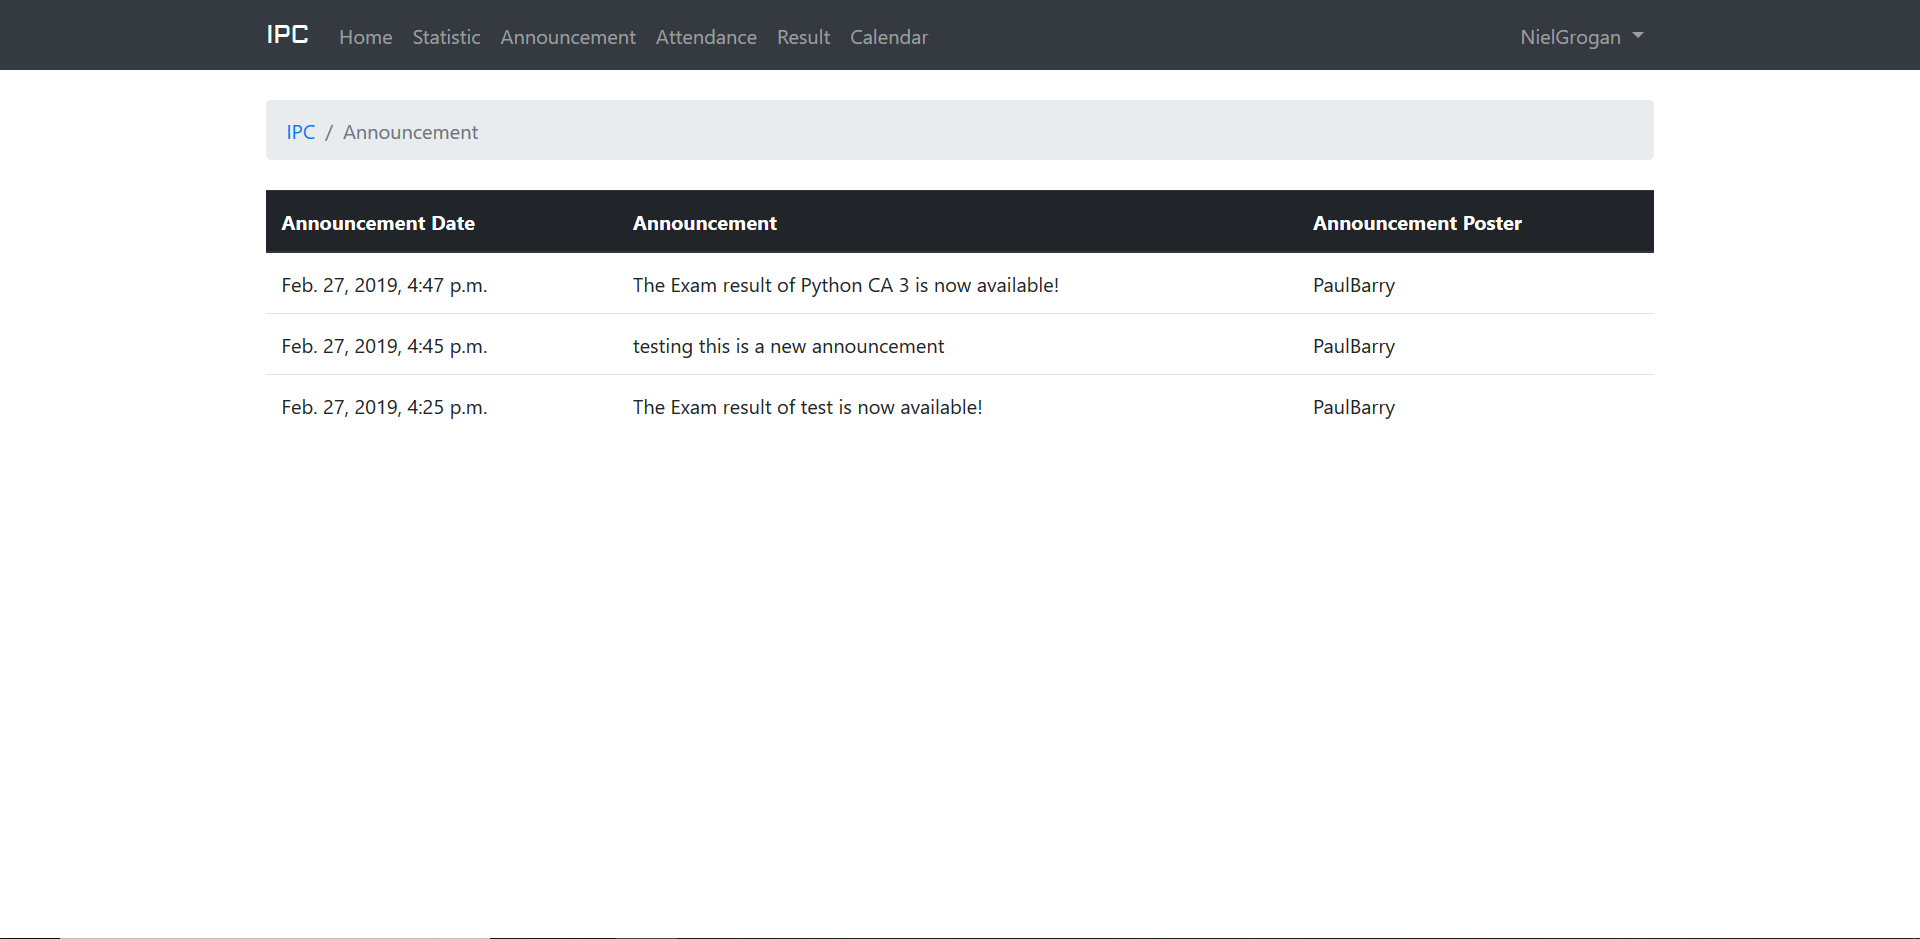 IPC Home Statistic Announcement Attendance Result Calendar NielGrogan
IPC / Announcement
Announcement Date Announcement Announcement Poster
Feb. 27, 2019, 4:47 p.m. The Exam result of Python CA 3 is now available! PaulBarry
Feb. 27, 2019, 4:45 p.m. testing this is a new announcement PaulBarry
Feb. 27, 2019, 4:25 p.m. The Exam result of test is now available! PaulBarry